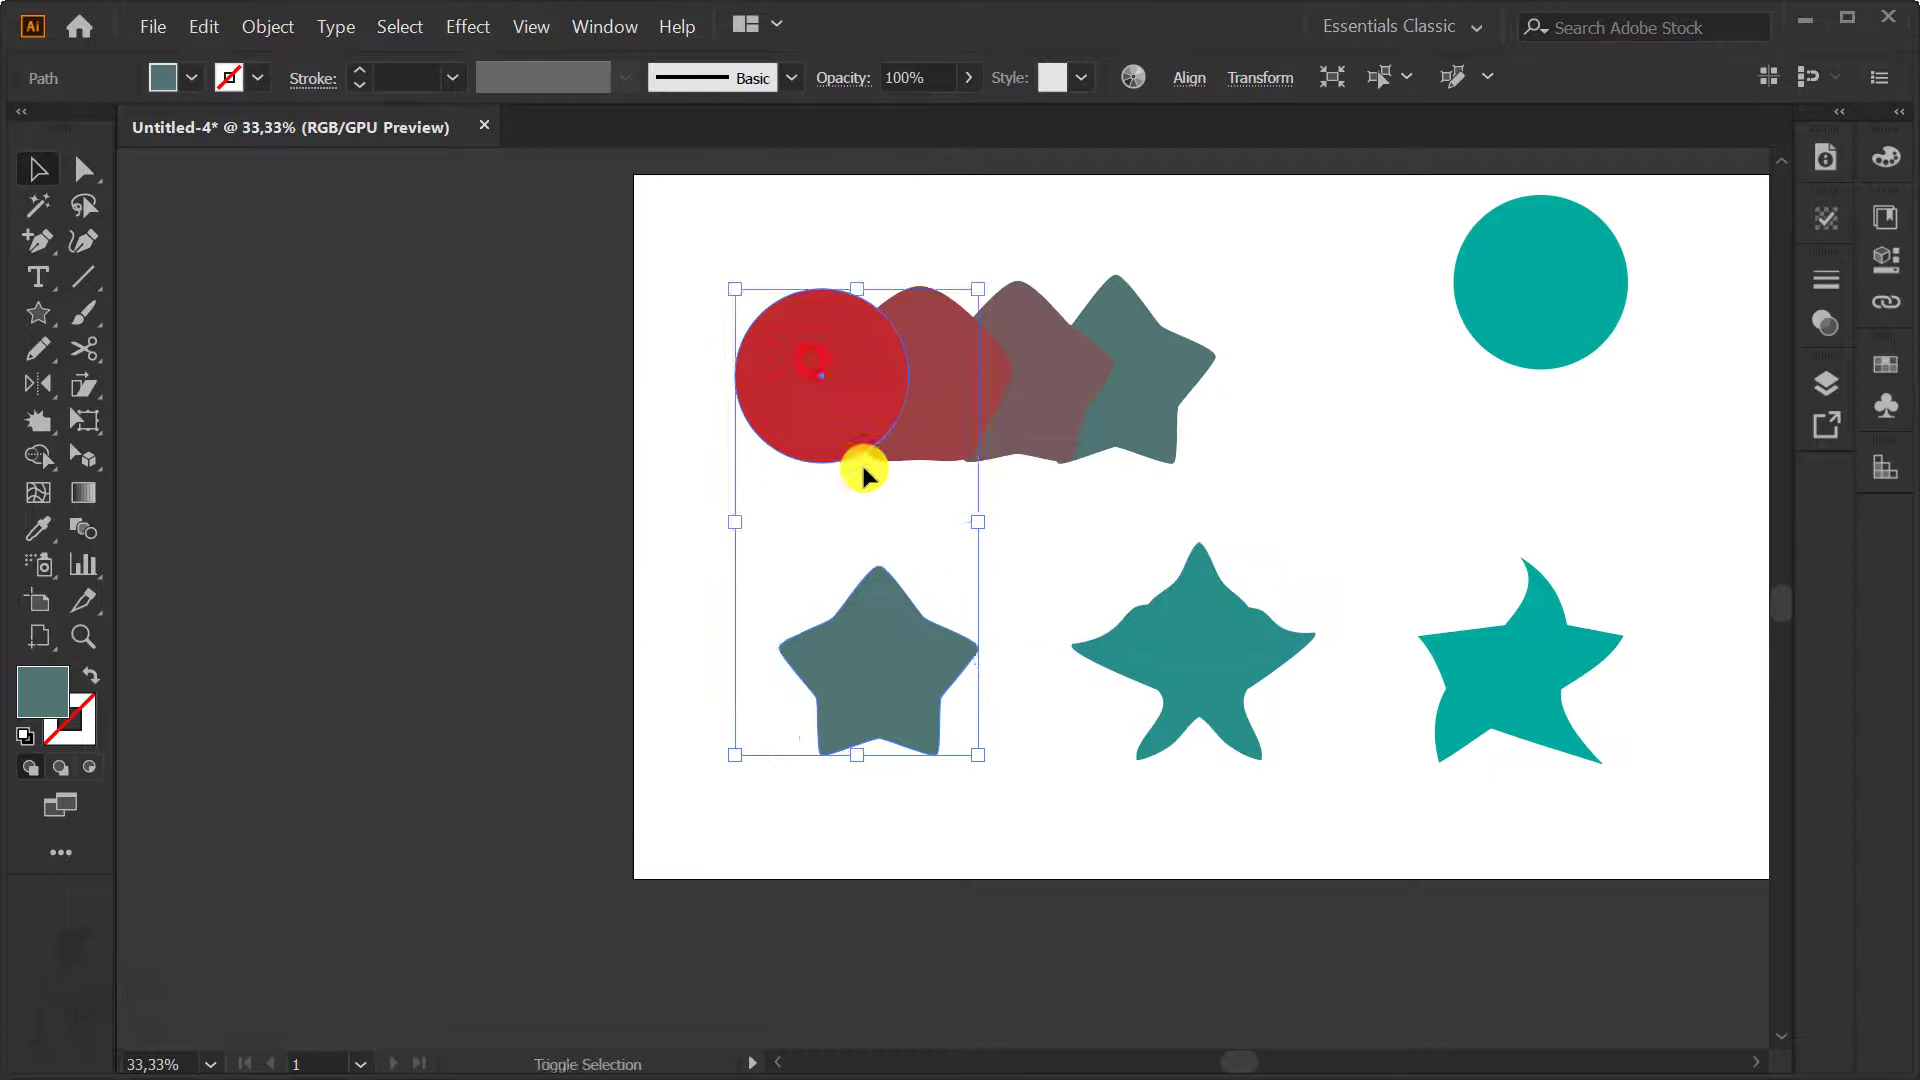 Ai File Edit Object Type Select Effect View Window Help Essentials Classic Search Adobe Stock
Path Stroke: Basic Opacity: 100% Style: Align Transform
Untitled-4* @ 33,33% (RGB/GPU Preview)
33,33% 1 Toggle Selection